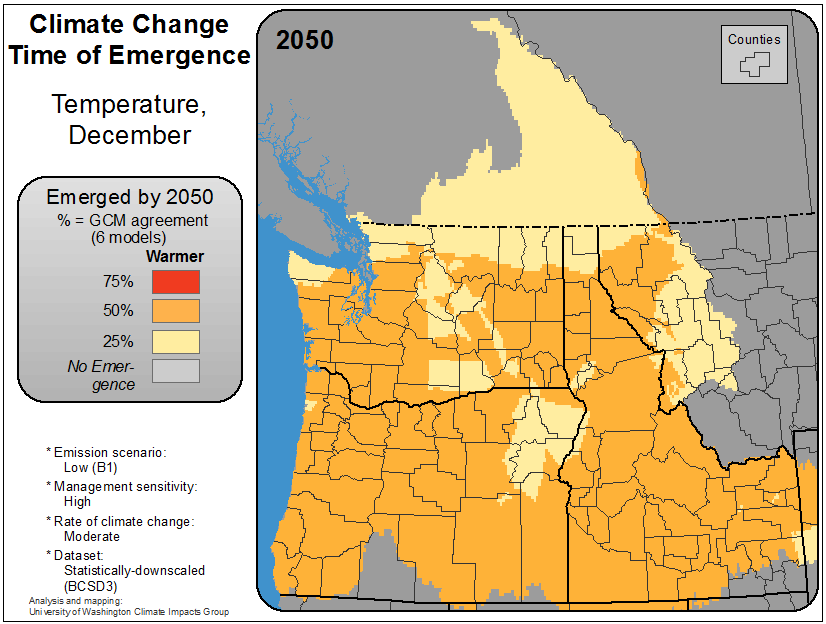 Climate Change
Time of Emergence
Temperature,
December
Emerged by 2050
% = GCM agreement
(6 models)
Warmer
75%
50%
25%
No Emer-
gence
* Emission scenario:
Low (B1)
* Management sensitivity:
High
* Rate of climate change:
Moderate
* Dataset:
Statistically-downscaled
(BCSD3)
Analysis and mapping:
University of Washington Climate Impacts Group
2050
Counties